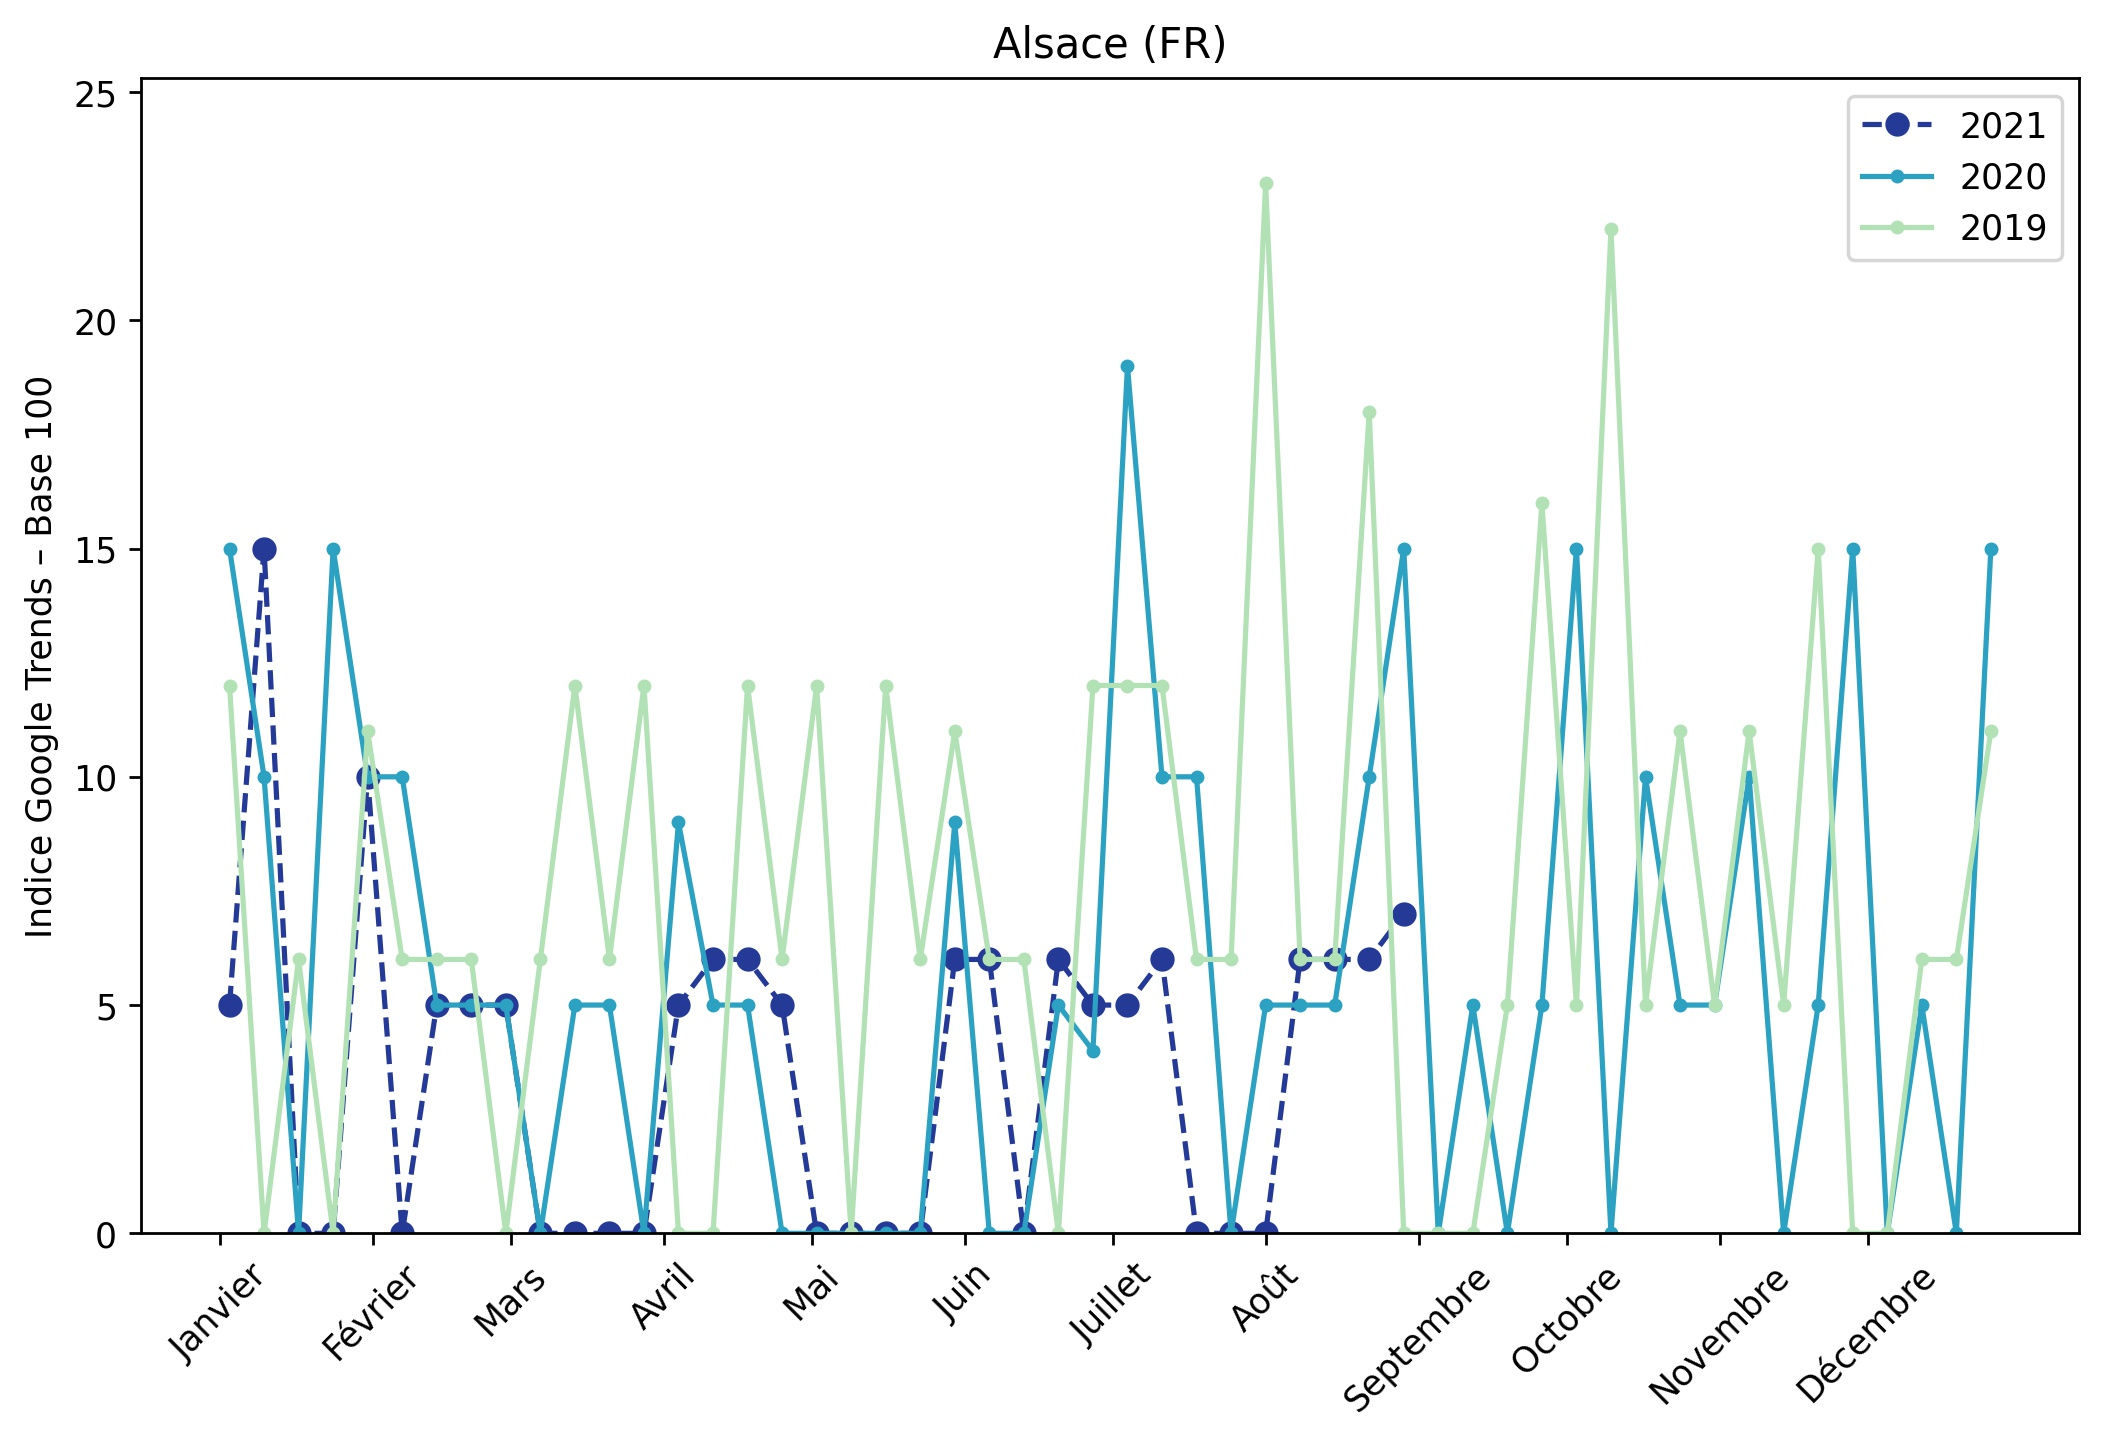 Alsace (FR)
25
20
15
10
5
0
Indice Google Trends – Base 100
2021
2020
2019
Janvier
Février
Mars
Avril
Mai
Juin
Juillet
Août
Septembre
Octobre
Novembre
Décembre